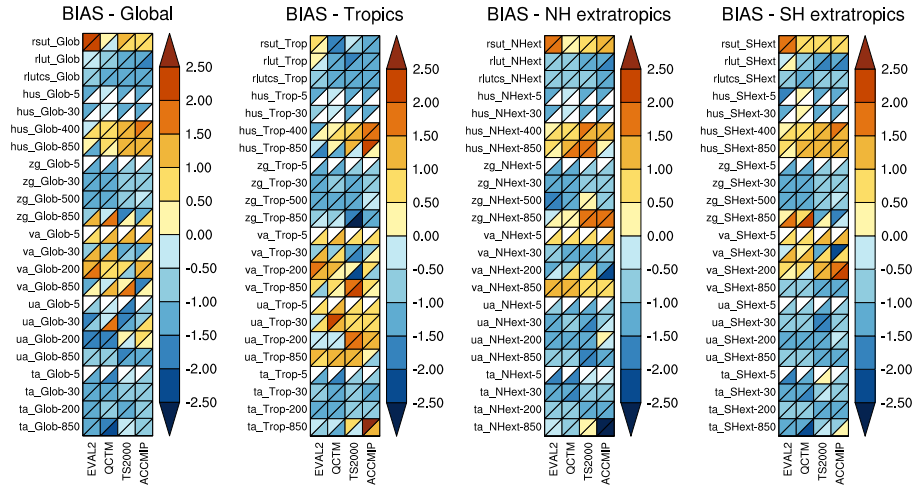 BIAS - Global
rsut_Glob
rlut_Glob
rlutcs_Glob
hus_Glob-5
hus_Glob-30
hus_Glob-400
hus_Glob-850
zg_Glob-5
zg_Glob-30
zg_Glob-500
zg_Glob-850
va_Glob-5
va_Glob-30
va_Glob-200
va_Glob-850
ua_Glob-5
ua_Glob-30
ua_Glob-200
ua_Glob-850
ta_Glob-5
ta_Glob-30
ta_Glob-200
ta_Glob-850
EVAL2
QCTM
TS2000
ACCMIP
2.50
2.00
1.50
1.00
0.50
0.00
-0.50
-1.00
-1.50
-2.00
-2.50
BIAS - Tropics
rsut_Trop
rlut_Trop
rlutcs_Trop
hus_Trop-5
hus_Trop-30
hus_Trop-400
hus_Trop-850
zg_Trop-5
zg_Trop-30
zg_Trop-500
zg_Trop-850
va_Trop-5
va_Trop-30
va_Trop-200
va_Trop-850
ua_Trop-5
ua_Trop-30
ua_Trop-200
ua_Trop-850
ta_Trop-5
ta_Trop-30
ta_Trop-200
ta_Trop-850
EVAL2
QCTM
TS2000
ACCMIP
2.50
2.00
1.50
1.00
0.50
0.00
-0.50
-1.00
-1.50
-2.00
-2.50
BIAS - NH extratropics
rsut_NHext
rlut_NHext
rlutcs_NHext
hus_NHext-5
hus_NHext-30
hus_NHext-400
hus_NHext-850
zg_NHext-5
zg_NHext-30
zg_NHext-500
zg_NHext-850
va_NHext-5
va_NHext-30
va_NHext-200
va_NHext-850
ua_NHext-5
ua_NHext-30
ua_NHext-200
ua_NHext-850
ta_NHext-5
ta_NHext-30
ta_NHext-200
ta_NHext-850
EVAL2
QCTM
TS2000
ACCMIP
2.50
2.00
1.50
1.00
0.50
0.00
-0.50
-1.00
-1.50
-2.00
-2.50
BIAS - SH extratropics
rsut_SHext
rlut_SHext
rlutcs_SHext
hus_SHext-5
hus_SHext-30
hus_SHext-400
hus_SHext-850
zg_SHext-5
zg_SHext-30
zg_SHext-500
zg_SHext-850
va_SHext-5
va_SHext-30
va_SHext-200
va_SHext-850
ua_SHext-5
ua_SHext-30
ua_SHext-200
ua_SHext-850
ta_SHext-5
ta_SHext-30
ta_SHext-200
ta_SHext-850
EVAL2
QCTM
TS2000
ACCMIP
2.50
2.00
1.50
1.00
0.50
0.00
-0.50
-1.00
-1.50
-2.00
-2.50